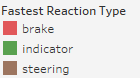 Fastest Reaction Type
brake
indicator
steering